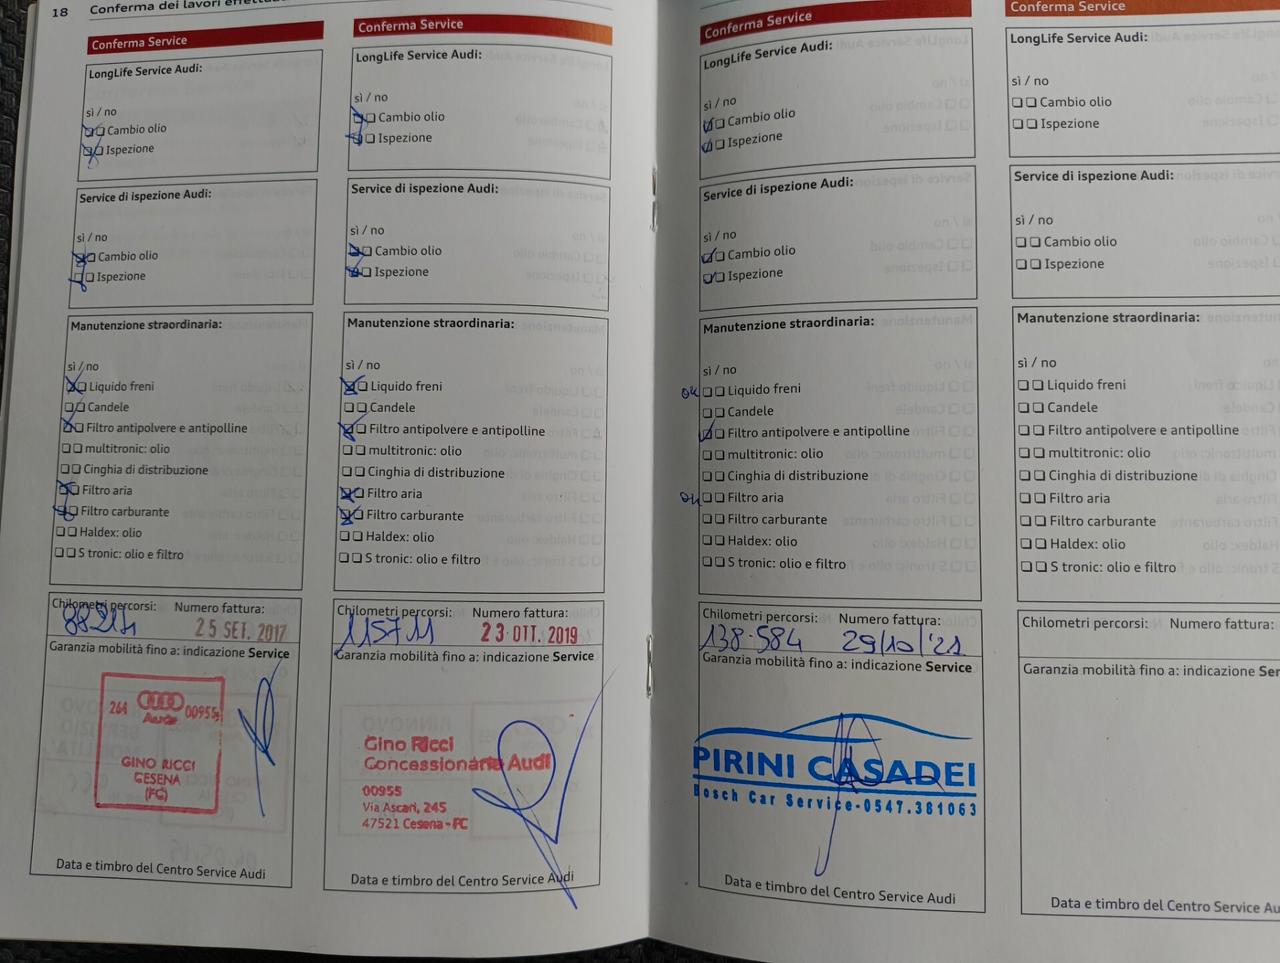 18 Conferma dei lavori
Conferma Service
LongLife Service Audi:
sì / no
Cambio olio
Ispezione
Service di ispezione Audi:
sì / no
Cambio olio
Ispezione
Manutenzione straordinaria:
sì / no
Liquido freni
Candele
Filtro antipolvere e antipolline
multitronic: olio
Cinghia di distribuzione
Filtro aria
Filtro carburante
Haldex: olio
S tronic: olio e filtro
Chilometri percorsi: Numero fattura:
25 SET. 2017
Garanzia mobilità fino a: indicazione Service
264 Audi 00955
GINO RICCI
CESENA
(FC)
Data e timbro del Centro Service Audi
Conferma Service
LongLife Service Audi:
sì / no
Cambio olio
Ispezione
Service di ispezione Audi:
sì / no
Cambio olio
Ispezione
Manutenzione straordinaria:
sì / no
Liquido freni
Candele
Filtro antipolvere e antipolline
multitronic: olio
Cinghia di distribuzione
Filtro aria
Filtro carburante
Haldex: olio
S tronic: olio e filtro
Chilometri percorsi: Numero fattura:
115711 23 OTT. 2019
Garanzia mobilità fino a: indicazione Service
Gino Ricci
Concessionaria Audi
00955
Via Ascari, 245
47521 Cesena - FC
Data e timbro del Centro Service Audi
Conferma Service
LongLife Service Audi:
sì / no
Cambio olio
Ispezione
Service di ispezione Audi:
sì / no
Cambio olio
Ispezione
Manutenzione straordinaria:
sì / no
ok Liquido freni
Candele
Filtro antipolvere e antipolline
multitronic: olio
Cinghia di distribuzione
ok Filtro aria
Filtro carburante
Haldex: olio
S tronic: olio e filtro
Chilometri percorsi: Numero fattura:
138.584 29/10/'21
Garanzia mobilità fino a: indicazione Service
PIRINI CASADEI
Bosch Car Service-0547.381063
Data e timbro del Centro Service Audi
Conferma Service
LongLife Service Audi:
sì / no
Cambio olio
Ispezione
Service di ispezione Audi:
sì / no
Cambio olio
Ispezione
Manutenzione straordinaria:
sì / no
Liquido freni
Candele
Filtro antipolvere e antipolline
multitronic: olio
Cinghia di distribuzione
Filtro aria
Filtro carburante
Haldex: olio
S tronic: olio e filtro
Chilometri percorsi: Numero fattura:
Garanzia mobilità fino a: indicazione Ser
Data e timbro del Centro Service Au